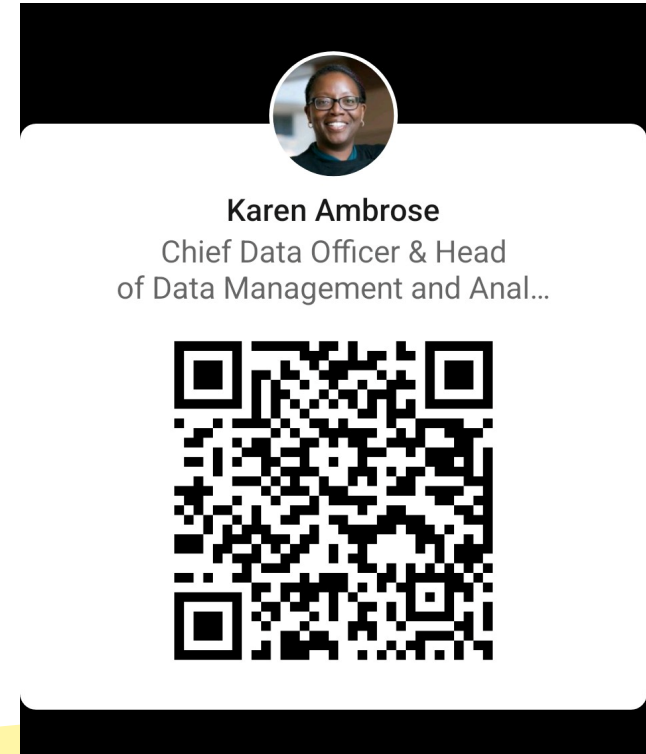 Karen Ambrose
Chief Data Officer & Head
of Data Management and Anal...